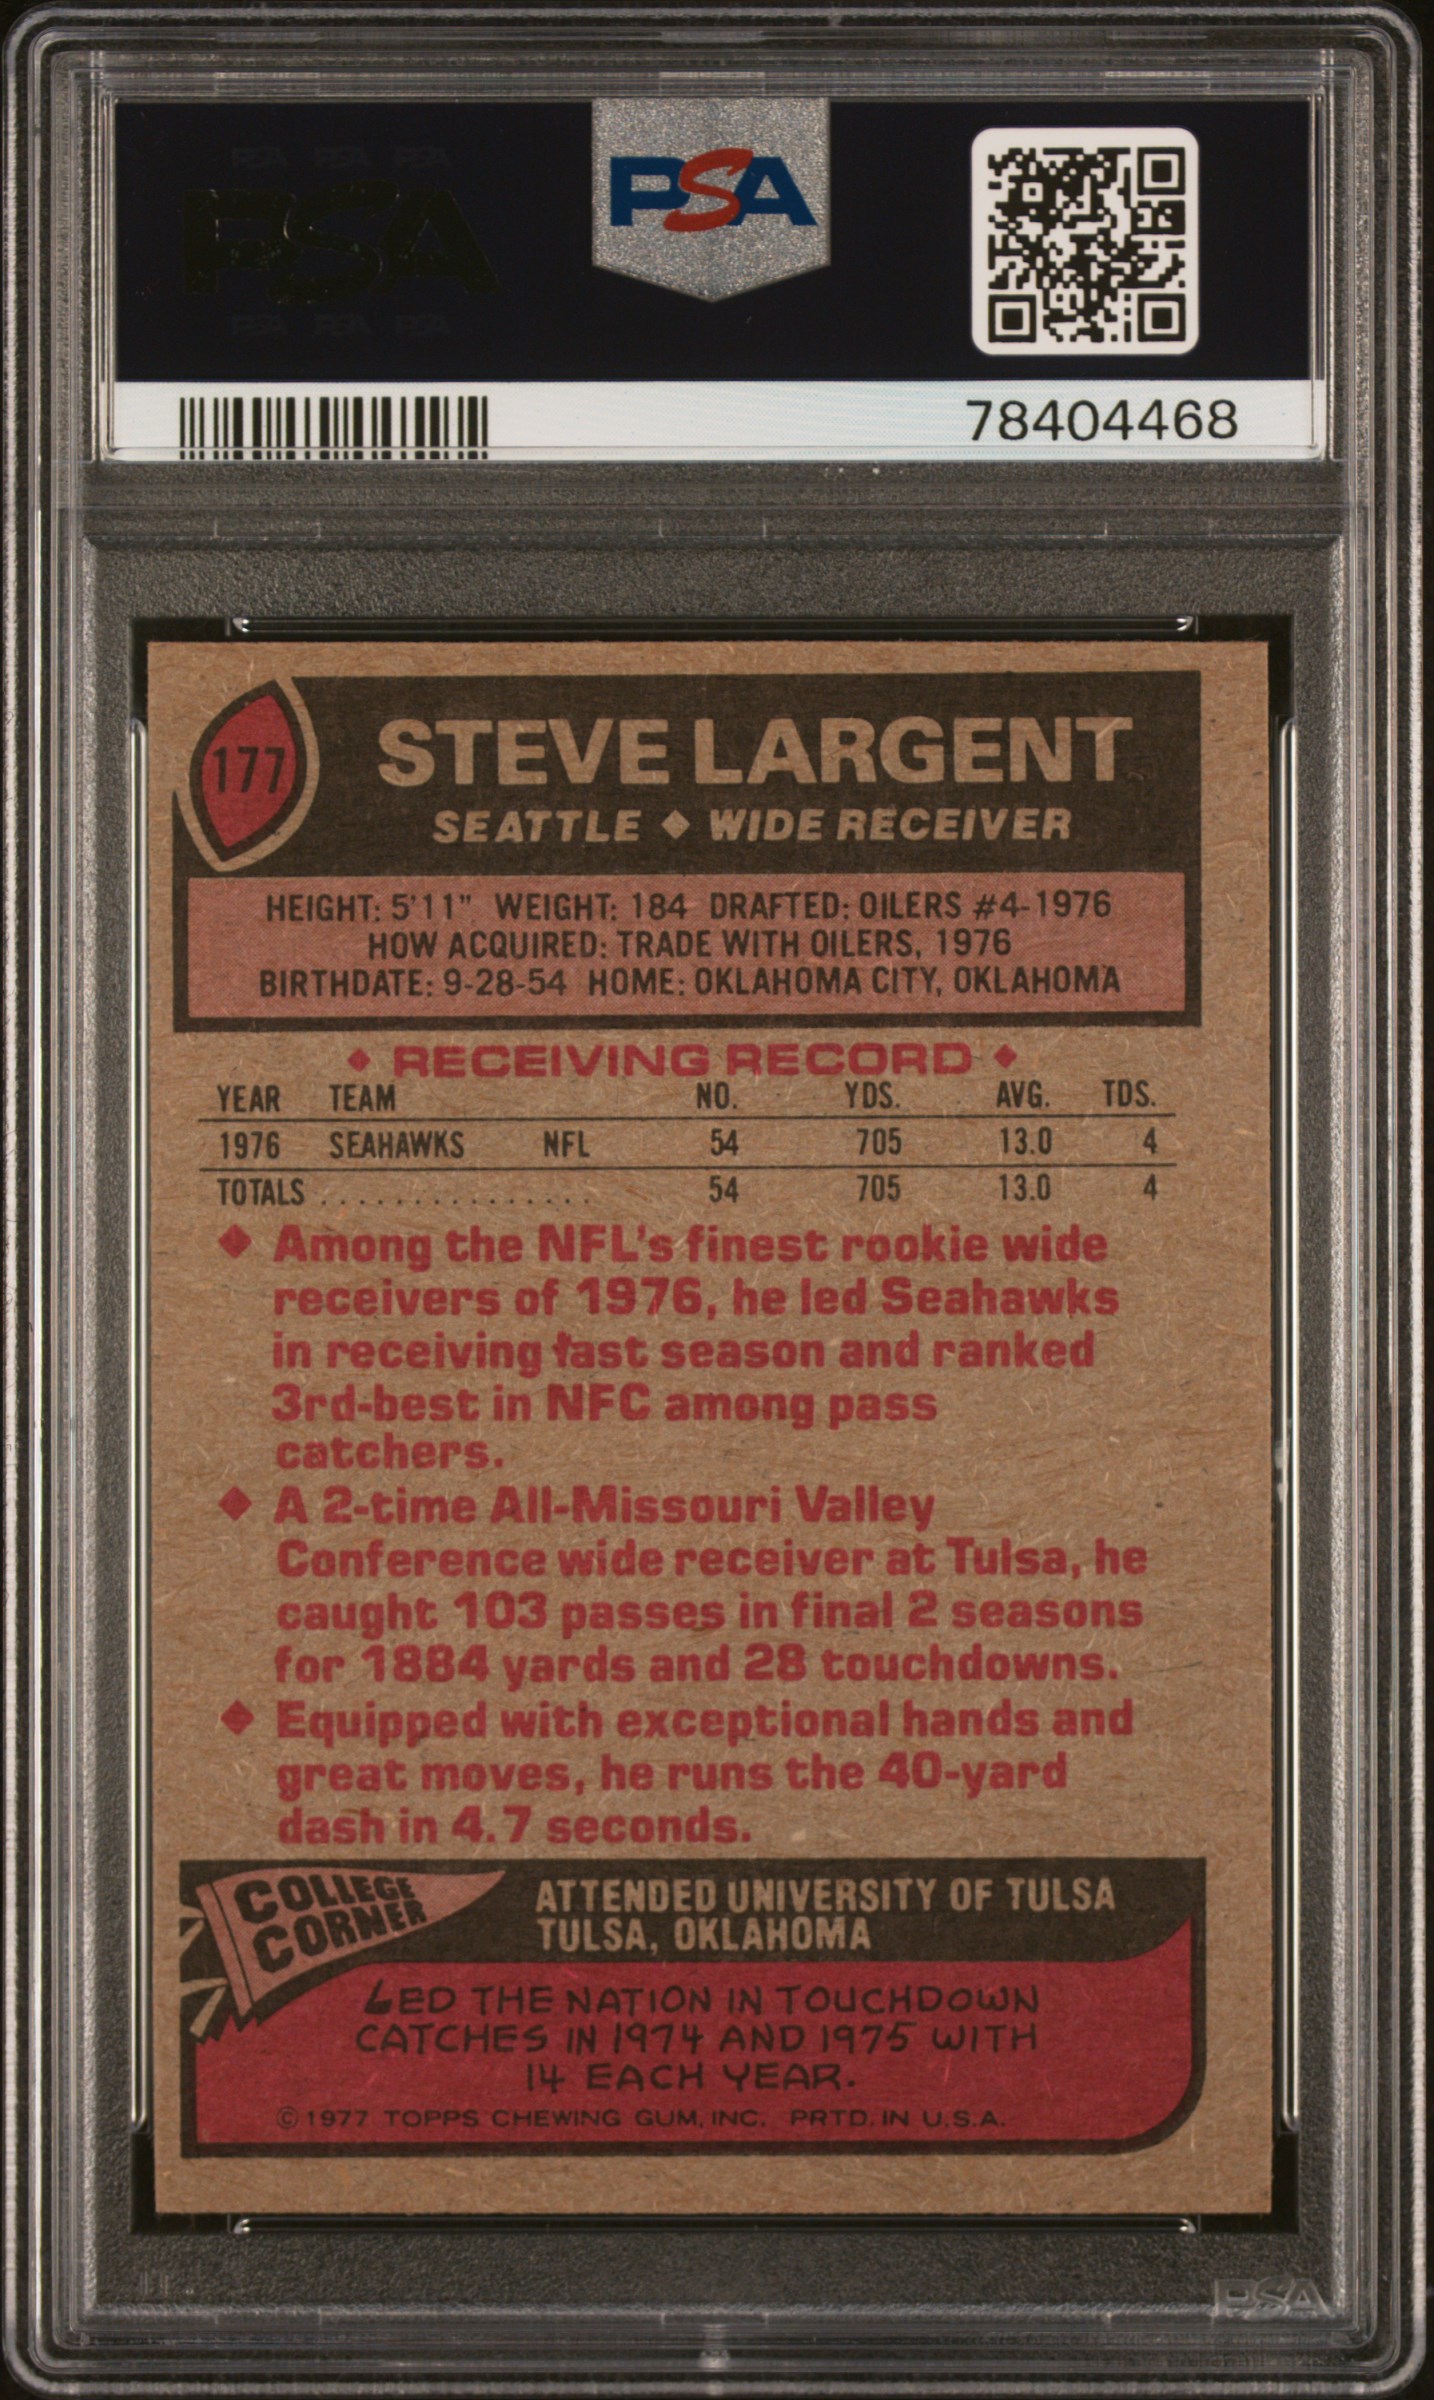 PSA PSA PSA
PSA
PSA PSA PSA
PSA
78404468
177
STEVE LARGENT
SEATTLE ◆ WIDE RECEIVER
HEIGHT: 5'11" WEIGHT: 184 DRAFTED: OILERS #4-1976
HOW ACQUIRED: TRADE WITH OILERS, 1976
BIRTHDATE: 9-28-54 HOME: OKLAHOMA CITY, OKLAHOMA
◆ RECEIVING RECORD ◆
YEAR TEAM NO. YDS. AVG. TDS.
1976 SEAHAWKS NFL 54 705 13.0 4
TOTALS ................ 54 705 13.0 4
◆ Among the NFL's finest rookie wide
receivers of 1976, he led Seahawks
in receiving last season and ranked
3rd-best in NFC among pass
catchers.
◆ A 2-time All-Missouri Valley
Conference wide receiver at Tulsa, he
caught 103 passes in final 2 seasons
for 1884 yards and 28 touchdowns.
◆ Equipped with exceptional hands and
great moves, he runs the 40-yard
dash in 4.7 seconds.
COLLEGE
CORNER
ATTENDED UNIVERSITY OF TULSA
TULSA, OKLAHOMA
LED THE NATION IN TOUCHDOWN
CATCHES IN 1974 AND 1975 WITH
14 EACH YEAR.
© 1977 TOPPS CHEWING GUM, INC. PRTD. IN U.S.A.
PSA